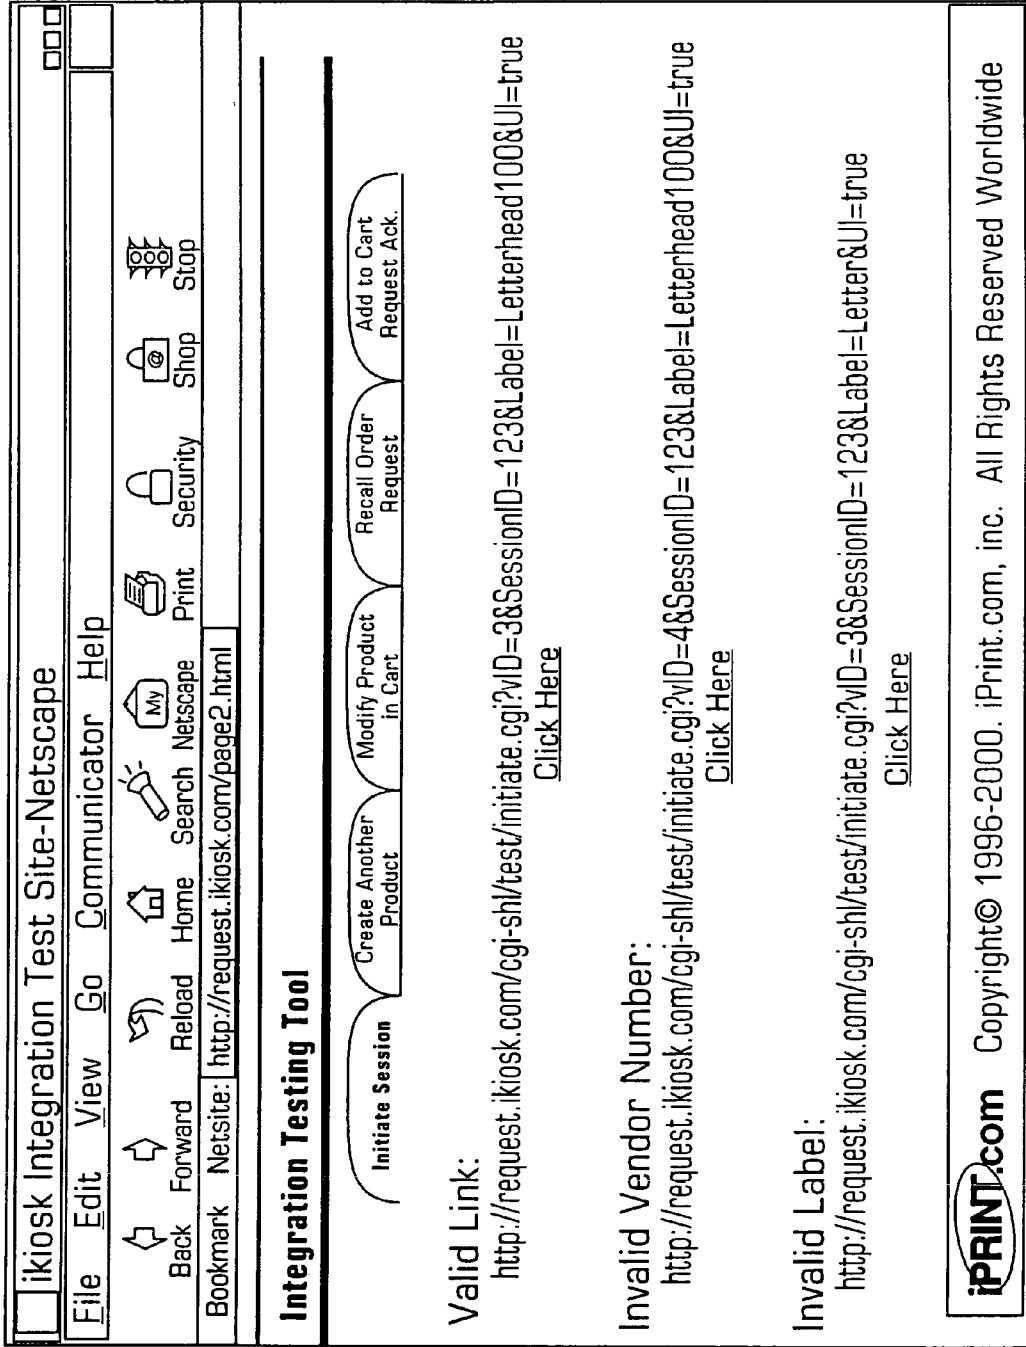 ikiosk Integration Test Site-Netscape
File Edit View Go Communicator Help
Back Forward Reload Home Search My Netscape Print Security @ Shop Stop
Bookmark Netsite: http://request.ikiosk.com/page2.html
Integration Testing Tool
Initiate Session
Create Another
Product
Modify Product
in Cart
Recall Order
Request
Add to Cart
Request Ack.
Valid Link:
http://request.ikiosk.com/cgi-shl/test/initiate.cgi?vID=3&SessionID=123&Label=Letterhead100&UI=true
Click Here
Invalid Vendor Number:
http://request.ikiosk.com/cgi-shl/test/initiate.cgi?vID=4&SessionID=123&Label=Letterhead100&UI=true
Click Here
Invalid Label:
http://request.ikiosk.com/cgi-shl/test/initiate.cgi?vID=3&SessionID=123&Label=Letter&UI=true
Click Here
iPRINT.com Copyright© 1996-2000. iPrint.com, inc. All Rights Reserved Worldwide